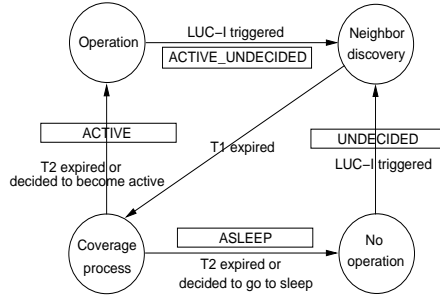 LUC-I triggered
Operation
ACTIVE_UNDECIDED
Neighbor
discovery
ACTIVE
T1 expired
UNDECIDED
T2 expired or
decided to become active
LUC-I triggered
Coverage
process
ASLEEP
T2 expired or
decided to go to sleep
No
operation